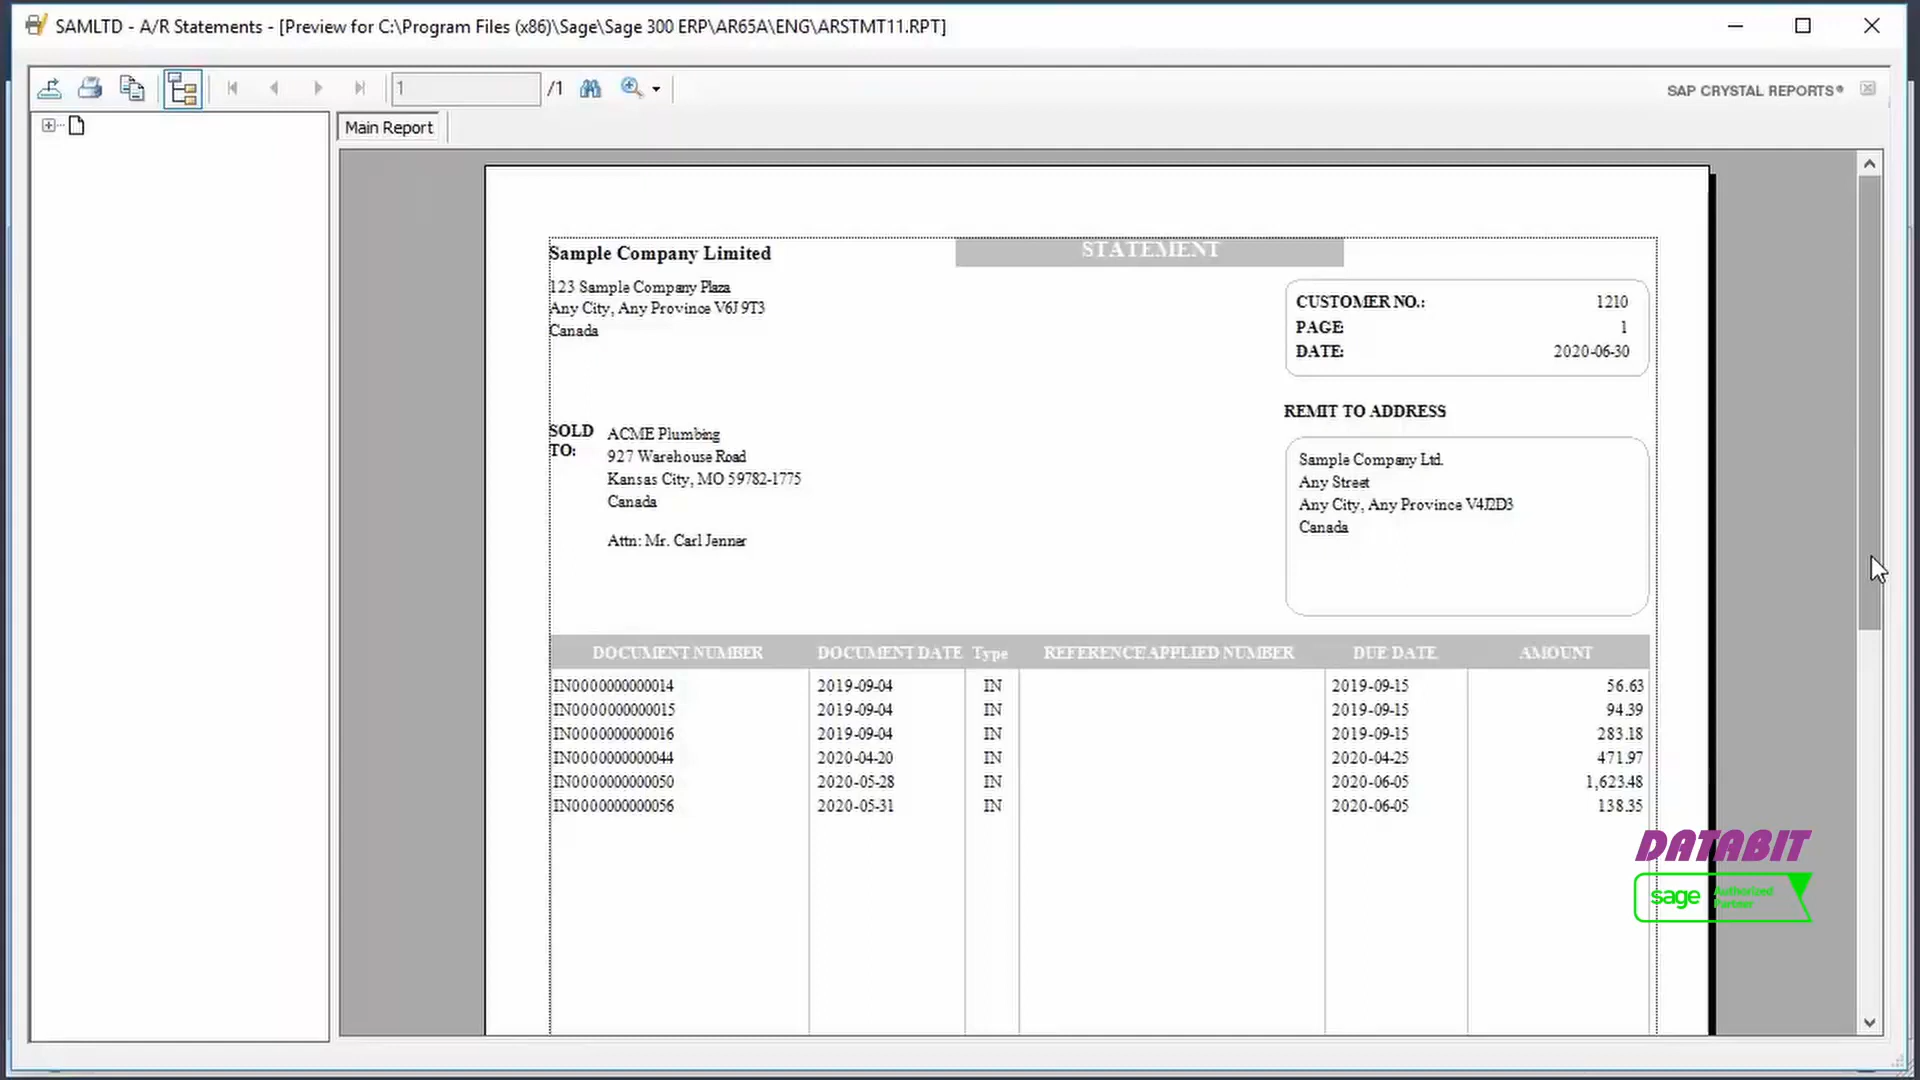 SAMLTD - A/R Statements - [Preview for C:\Program Files (x86)\Sage\Sage 300 ERP\AR65A\ENG\ARSTMT11.RPT]
1 /1
SAP CRYSTAL REPORTS®
Main Report
Sample Company Limited
STATEMENT
123 Sample Company Plaza
Any City, Any Province V6J 9T3
Canada
CUSTOMER NO.: 1210
PAGE: 1
DATE: 2020-06-30
REMIT TO ADDRESS
SOLD TO:
ACME Plumbing
927 Warehouse Road
Kansas City, MO 59782-1775
Canada
Attn: Mr. Carl Jenner
Sample Company Ltd.
Any Street
Any City, Any Province V4J2D3
Canada
DOCUMENT NUMBER DOCUMENT DATE Type REFERENCE/APPLIED NUMBER DUE DATE AMOUNT
IN0000000000014 2019-09-04 IN 2019-09-15 56.63
IN0000000000015 2019-09-04 IN 2019-09-15 94.39
IN0000000000016 2019-09-04 IN 2019-09-15 283.18
IN0000000000044 2020-04-20 IN 2020-04-25 471.97
IN0000000000050 2020-05-28 IN 2020-06-05 1,623.48
IN0000000000056 2020-05-31 IN 2020-06-05 138.35
DATABIT
sage Authorized Partner